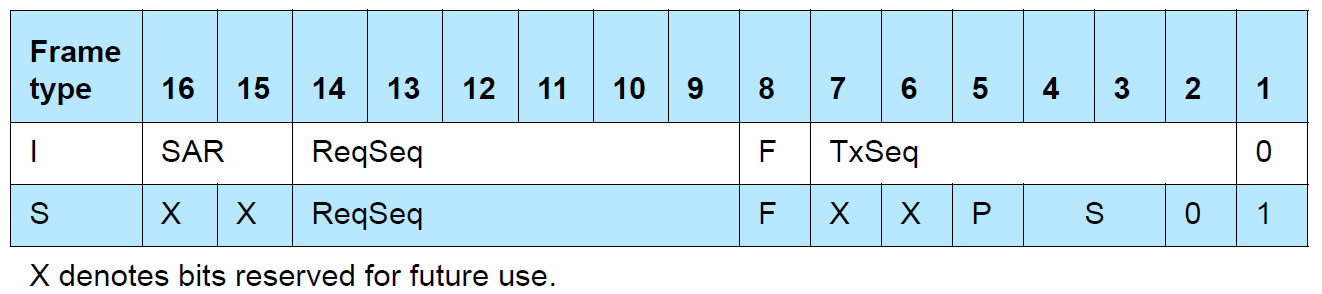 Frame type 16 15 14 13 12 11 10 9 8 7 6 5 4 3 2 1
I SAR ReqSeq F TxSeq 0
S X X ReqSeq F X X P S 0 1
X denotes bits reserved for future use.